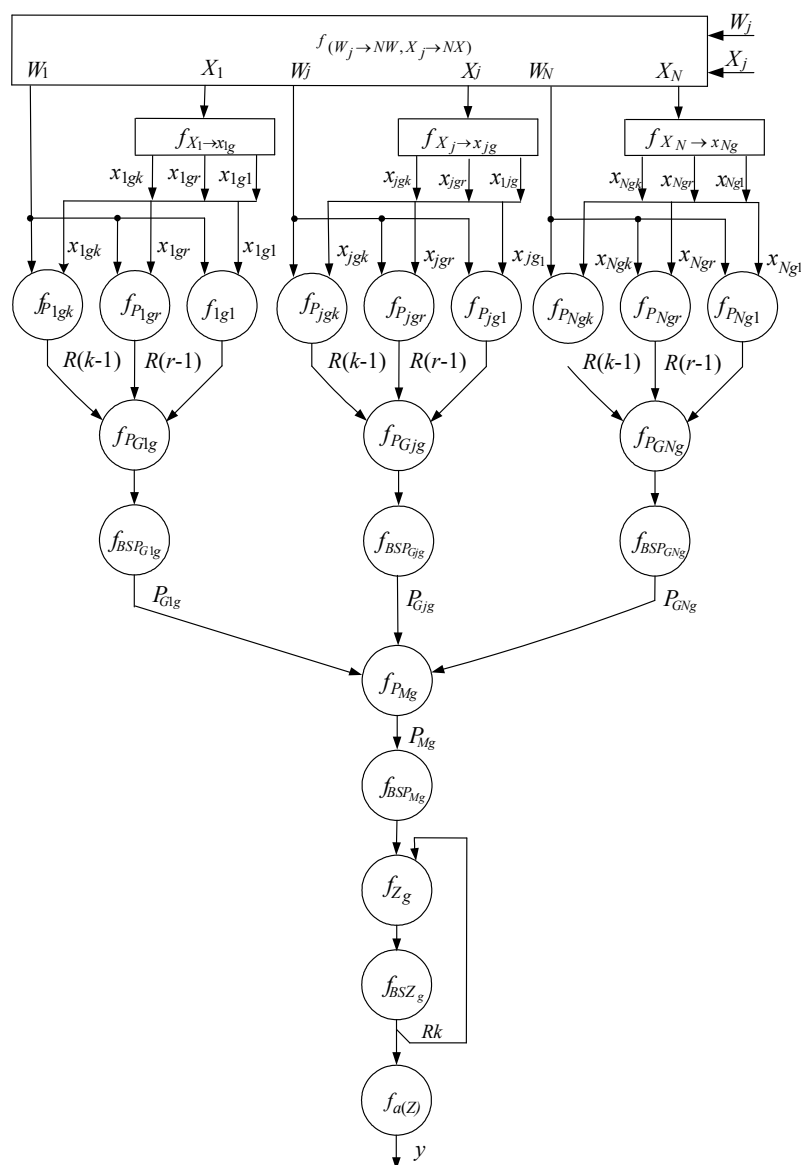 f(Wj→NW, Xj→NX)
Wj
Xj
W1 X1 Wj Xj WN XN
fX1→x1g fXj→xjg fXN→xNg
x1gk x1gr x1g1 xjgk xjgr x1jg xNgk xNgr xNg1
x1gk x1gr x1g1 xjgk xjgr xjg1 xNgk xNgr xNg1
fP1gk fP1gr f1g1 fPjgk fPjgr fPjg1 fPNgk fPNgr fPNg1
R(k-1) R(r-1) R(k-1) R(r-1) R(k-1) R(r-1)
fPG1g fPGjg fPGNg
fBSPG1g fBSPGjg fBSPGNg
PG1g PGjg PGNg
fPMg
PMg
fBSPMg
fZg
fBSZg
Rk
fa(Z)
y